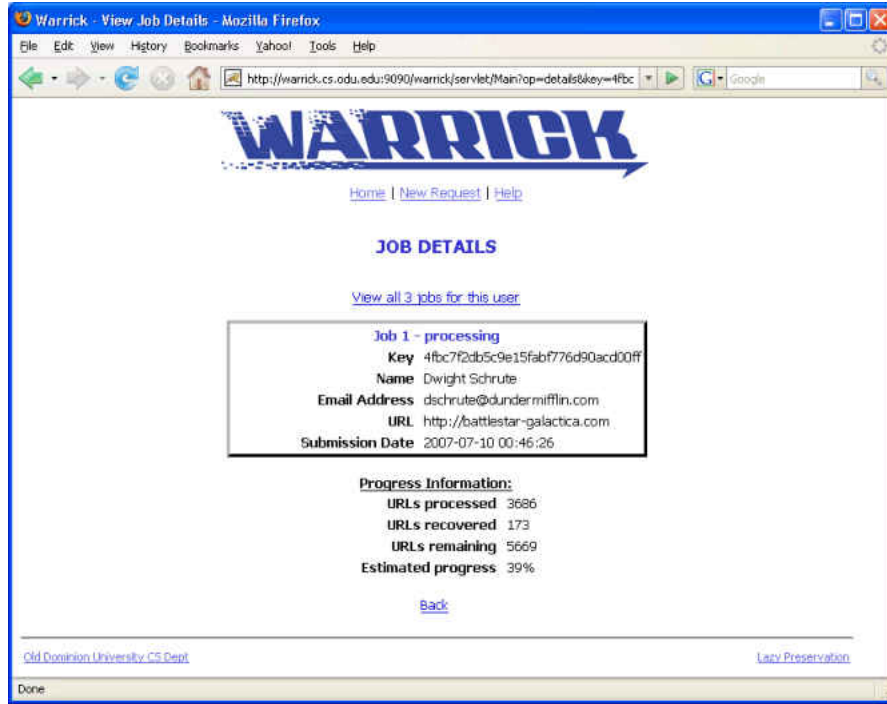 Warrick - View Job Details - Mozilla Firefox
File Edit View History Bookmarks Yahoo! Tools Help
http://warrick.cs.odu.edu:9090/warrick/servlet/Main?op=details&key=4fbc G Google
WARRICK
Home | New Request | Help
JOB DETAILS
View all 3 jobs for this user
Job 1 - processing
Key 4fbc7f2db5c9e15fabf776d90acd00ff
Name Dwight Schrute
Email Address dschrute@dundermifflin.com
URL http://battlestar-galactica.com
Submission Date 2007-07-10 00:46:26
Progress Information:
URLs processed 3686
URLs recovered 173
URLs remaining 5669
Estimated progress 39%
Back
Old Dominion University CS Dept Lazy Preservation
Done